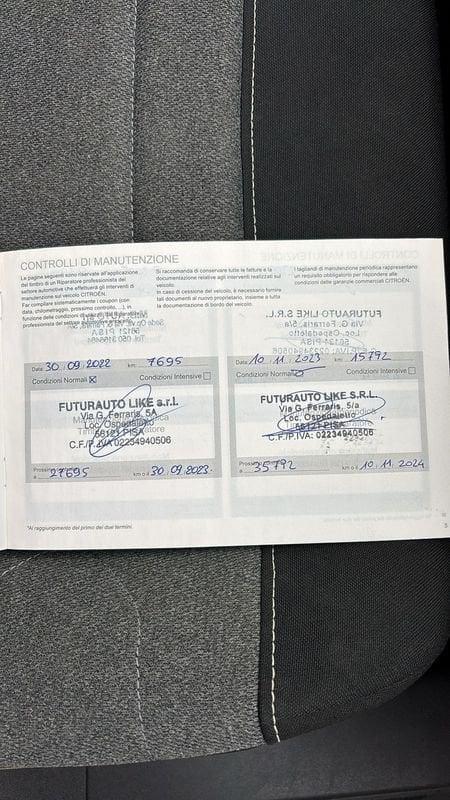 CONTROLLI DI MANUTENZIONE
Le pagine seguenti sono riservate all'applicazione
del timbro di un Riparatore professionista del
settore automotive che effettuerà gli interventi di
manutenzione sul veicolo CITROËN.
Far compilare sistematicamente i coupon (con
data, chilometraggio, prossimo controllo, ...), in
funzione delle condizioni
professionista del settore
Si raccomanda di conservare tutte le fatture e la
documentazione relative agli interventi realizzati sul
veicolo.
In caso di cessione del veicolo, è necessario fornire
tali documenti al nuovo proprietario, insieme a tutta
la documentazione di bordo del veicolo.
I tagliandi di manutenzione periodica rappresentano
un requisito obbligatorio per rispondere alle
condizioni delle garanzie commerciali CITROËN.
Data 30.09.2022 km 7695
Condizioni Normali Condizioni Intensive
FUTURAUTO LIKE s.r.l.
Via G. Ferraris, 5A
Loc. Ospedaletto
56121 PISA
C.F./P.IVA 02234940506
27695 km o il 30.09.2023.
Data 10.11.2023 km 15792
Condizioni Normali Condizioni Intensive
FUTURAUTO LIKE S.R.L.
Via G. Ferraris, 5/a
Loc. Ospedaletto
56121 PISA
C.F./P.IVA: 02234940506
35792 km o il 10.11.2024
*Al raggiungimento del primo dei due termini.
5